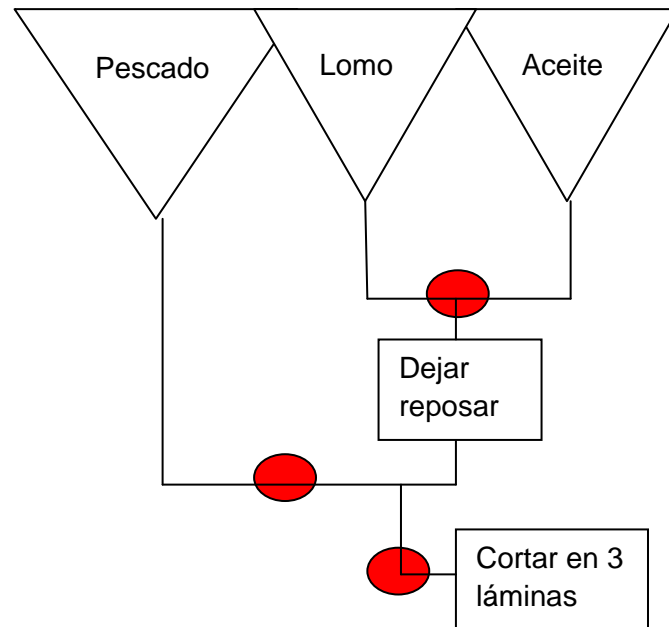 Pescado
Lomo
Aceite
Dejar
reposar
Cortar en 3
láminas